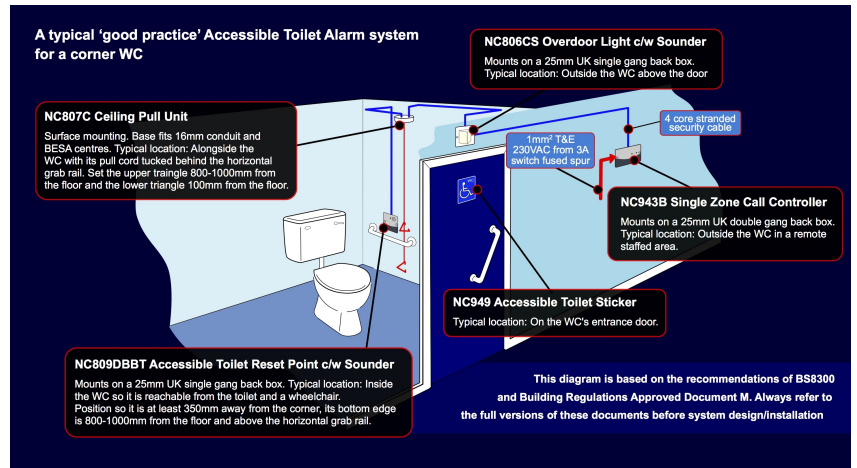 A typical 'good practice' Accessible Toilet Alarm system
for a corner WC
NC806CS Overdoor Light c/w Sounder
Mounts on a 25mm UK single gang back box.
Typical location: Outside the WC above the door
NC807C Ceiling Pull Unit
Surface mounting. Base fits 16mm conduit and
BESA centres. Typical location: Alongside the
WC with its pull cord tucked behind the horizontal
grab rail. Set the upper traingle 800-1000mm from
the floor and the lower triangle 100mm from the floor.
4 core stranded
security cable
1mm² T&E
230VAC from 3A
switch fused spur
NC943B Single Zone Call Controller
Mounts on a 25mm UK double gang back box.
Typical location: Outside the WC in a remote
staffed area.
NC949 Accessible Toilet Sticker
Typical location: On the WC's entrance door.
NC809DBBT Accessible Toilet Reset Point c/w Sounder
Mounts on a 25mm UK single gang back box. Typical location: Inside
the WC so it is reachable from the toilet and a wheelchair.
Position so it is at least 350mm away from the corner, its bottom edge
is 800-1000mm from the floor and above the horizontal grab rail.
This diagram is based on the recommendations of BS8300
and Building Regulations Approved Document M. Always refer to
the full versions of these documents before system design/installation